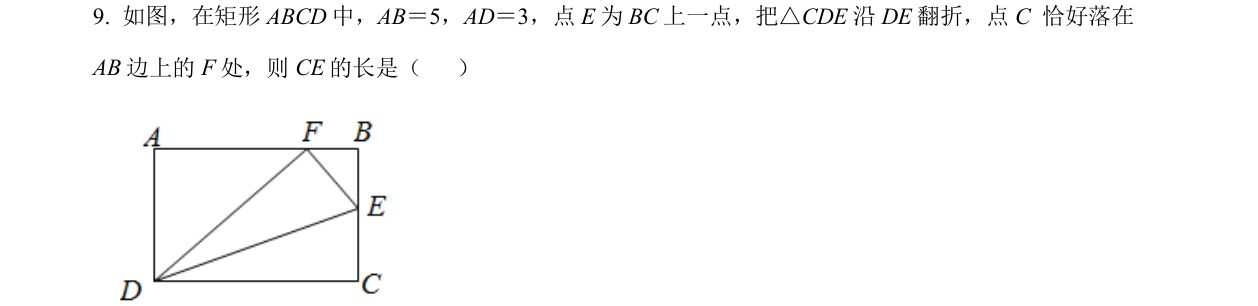 9. 如图，在矩形 ABCD 中，AB＝5，AD＝3，点 E 为 BC 上一点，把△CDE 沿 DE 翻折，点 C 恰好落在
AB 边上的 F 处，则 CE 的长是（　　）
A F B
E
D C